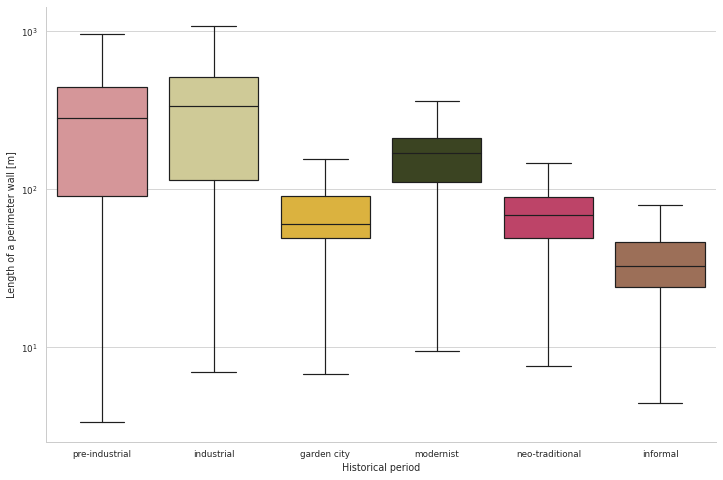 10³
10²
10¹
Length of a perimeter wall [m]
pre-industrial industrial garden city modernist neo-traditional informal
Historical period